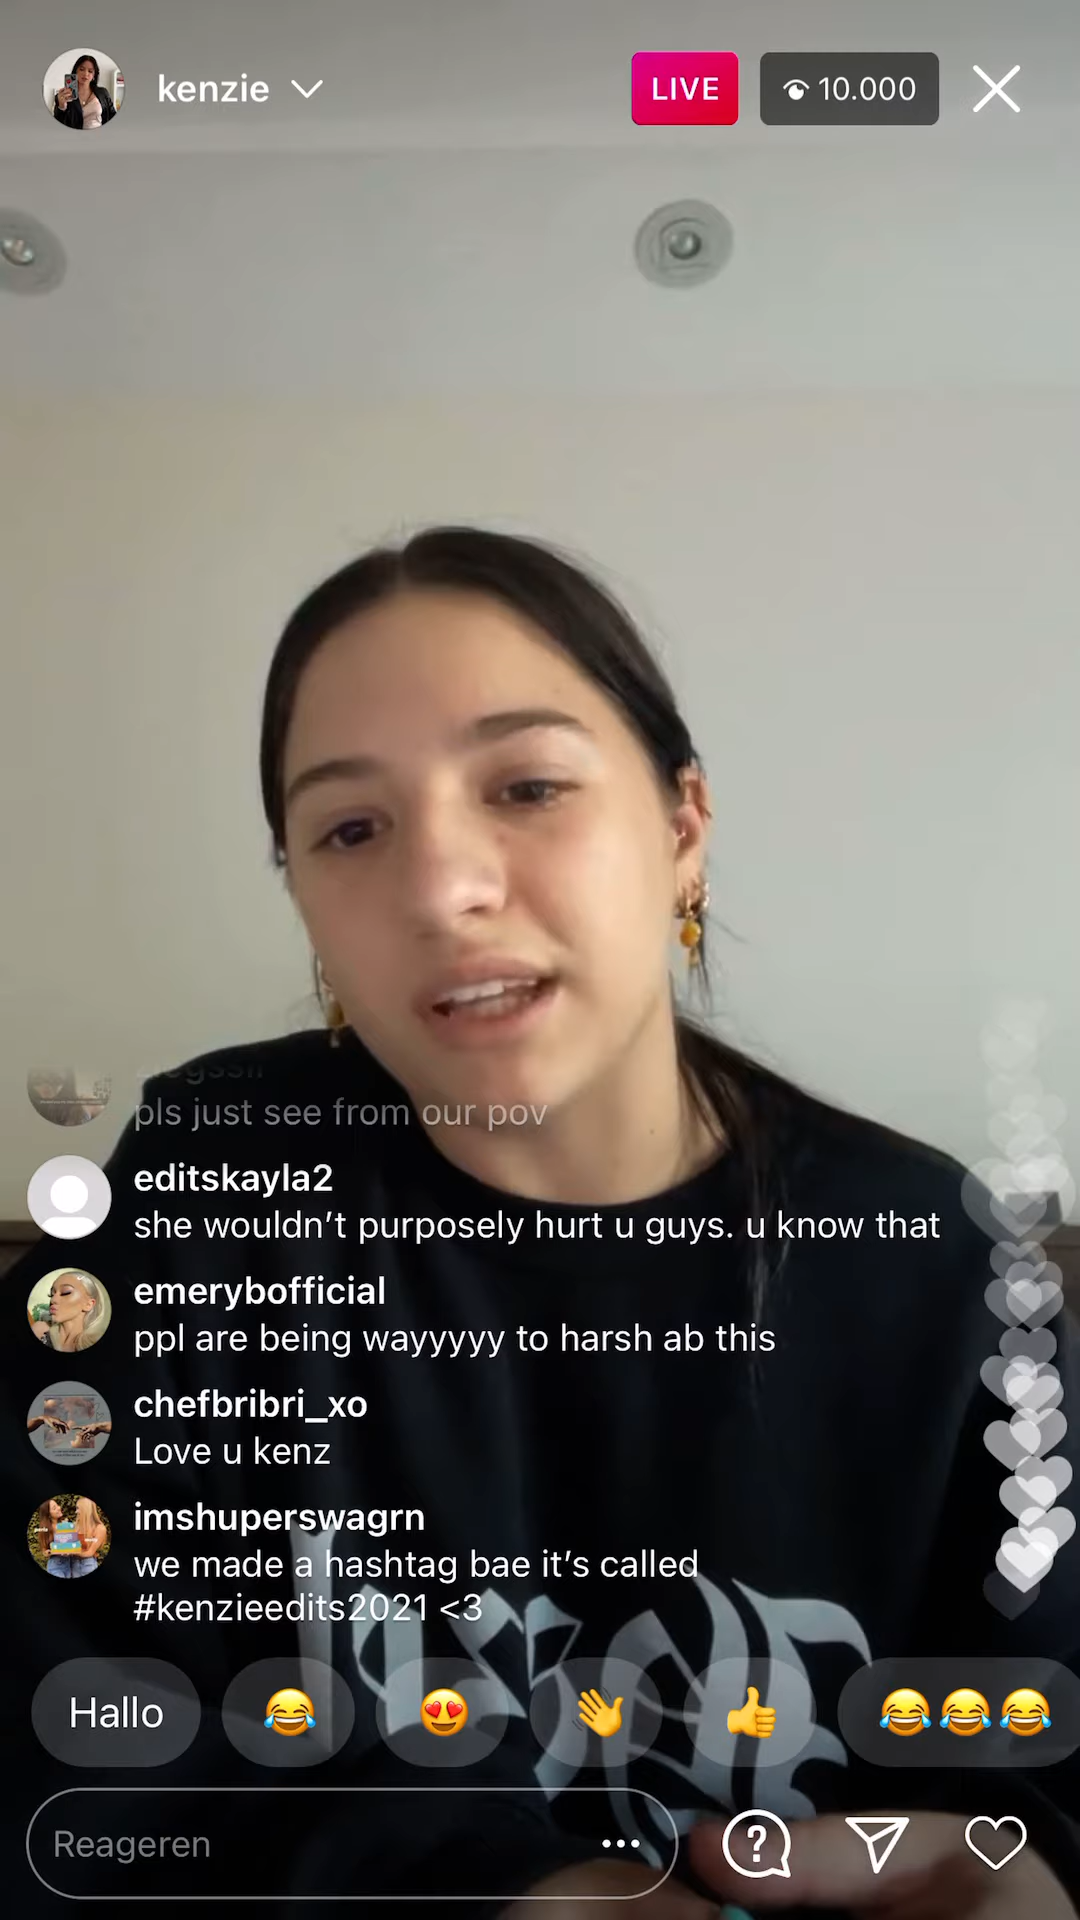 kenzie
LIVE
10.000
pls just see from our pov
editskayla2
she wouldn’t purposely hurt u guys. u know that
emerybofficial
ppl are being wayyyyy to harsh ab this
chefbribri_xo
Love u kenz
imshuperswagrn
we made a hashtag bae it’s called
#kenzieedits2021 <3
Hallo
😂
😍
👋
👍
😂😂😂
Reageren